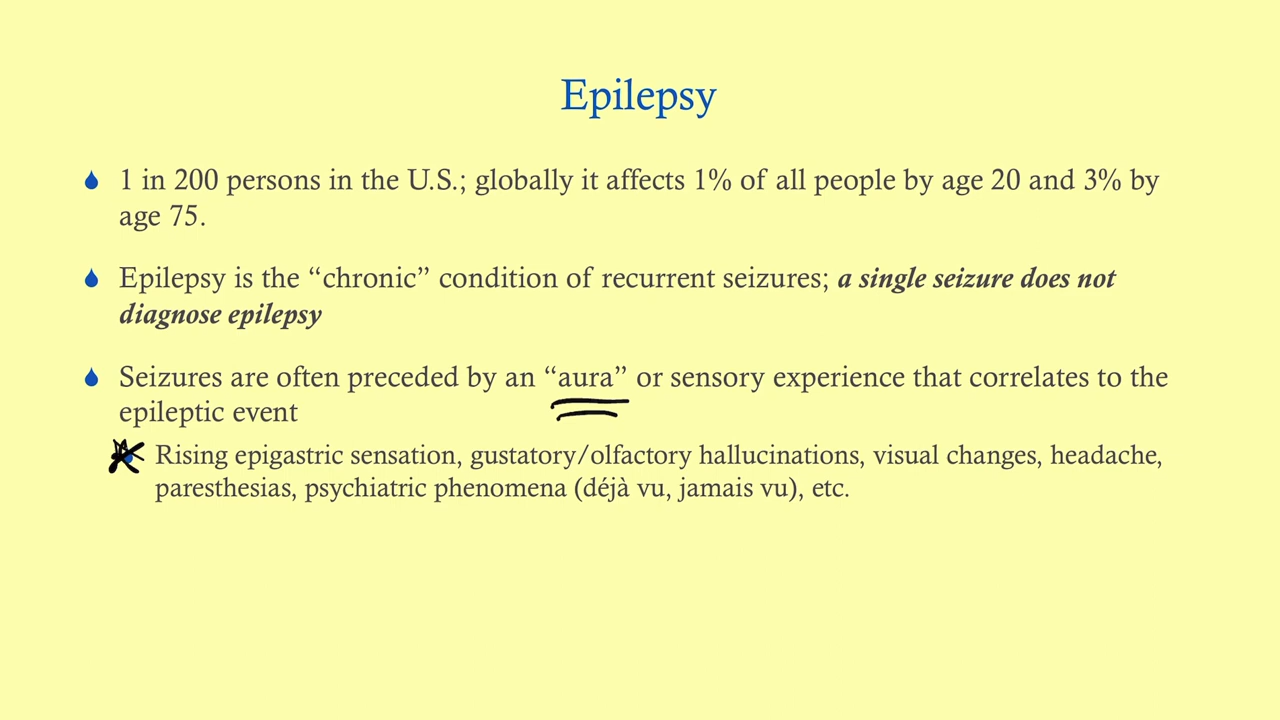 Epilepsy
1 in 200 persons in the U.S.; globally it affects 1% of all people by age 20 and 3% by
age 75.
Epilepsy is the “chronic” condition of recurrent seizures; a single seizure does not
diagnose epilepsy
Seizures are often preceded by an “aura” or sensory experience that correlates to the
epileptic event
Rising epigastric sensation, gustatory/olfactory hallucinations, visual changes, headache,
paresthesias, psychiatric phenomena (déjà vu, jamais vu), etc.